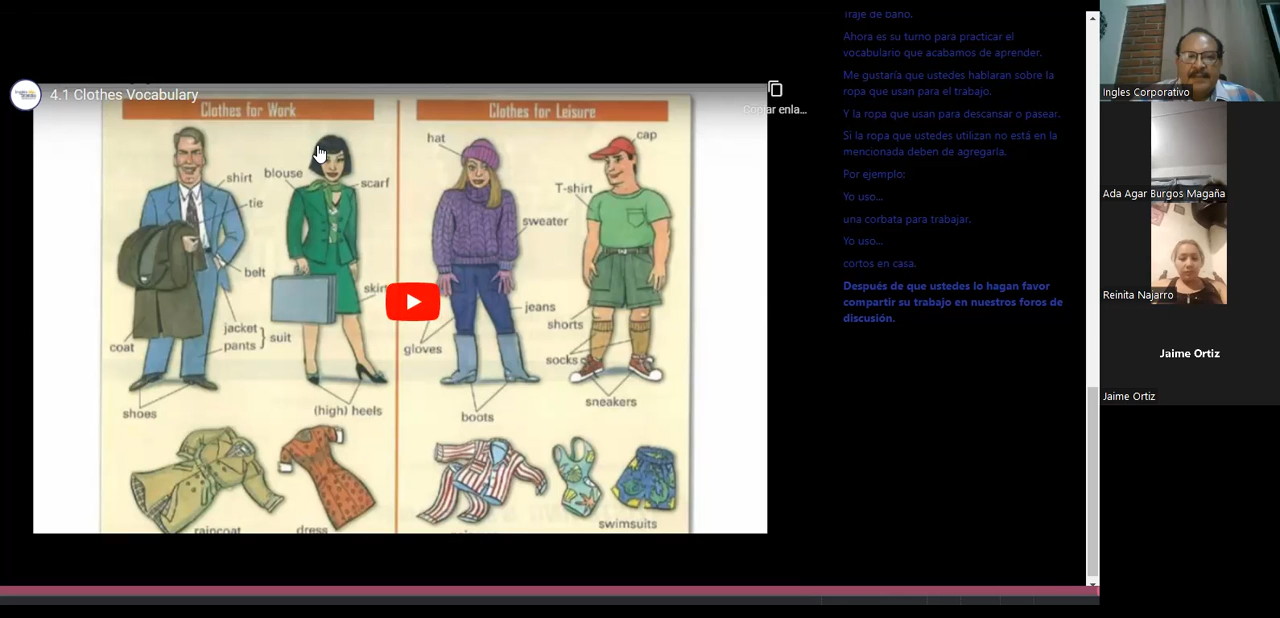 4.1 Clothes Vocabulary
Copiar enla...
Clothes for Work
Clothes for Leisure
hat
cap
shirt
blouse
scarf
T-shirt
tie
sweater
belt
skirt
jeans
jacket
pants
suit
shorts
coat
gloves
socks
shoes
(high) heels
boots
sneakers
raincoat
dress
swimsuits
Traje de baño.
Ahora es su turno para practicar el
vocabulario que acabamos de aprender.
Me gustaría que ustedes hablaran sobre la
ropa que usan para el trabajo.
Y la ropa que usan para descansar o pasear.
Si la ropa que ustedes utilizan no está en la
mencionada deben de agregarla.
Por ejemplo:
Yo uso...
una corbata para trabajar.
Yo uso...
cortos en casa.
Después de que ustedes lo hagan favor
compartir su trabajo en nuestros foros de
discusión.
Ingles Corporativo
Ada Agar Burgos Magaña
Reinita Najarro
Jaime Ortiz
Jaime Ortiz